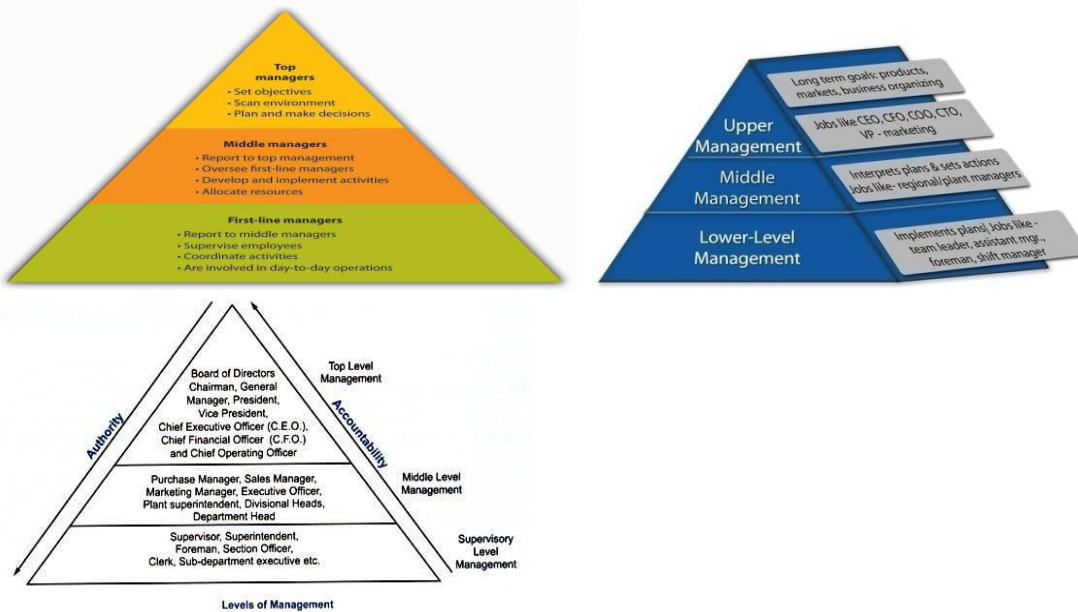 Top
managers
• Set objectives
• Scan environment
• Plan and make decisions
Middle managers
• Report to top management
• Oversee first-line managers
• Develop and implement activities
• Allocate resources
First-line managers
• Report to middle managers
• Supervise employees
• Coordinate activities
• Are involved in day-to-day operations
Upper
Management
Middle
Management
Lower-Level
Management
Long term goals: products,
markets, business organizing
Jobs like CEO, CFO, COO, CTO,
VP - marketing
Interprets plans & sets actions
Jobs like- regional/plant managers
Implements plans| Jobs like -
team leader, assistant mgr.,
foreman, shift manager
Authority
Board of Directors
Chairman, General
Manager, President,
Vice President,
Chief Executive Officer (C.E.O.),
Chief Financial Officer (C.F.O.)
and Chief Operating Officer
Purchase Manager, Sales Manager,
Marketing Manager, Executive Officer,
Plant superintendent, Divisional Heads,
Department Head
Supervisor, Superintendent,
Foreman, Section Officer,
Clerk, Sub-department executive etc.
Accountability
Top Level
Management
Middle Level
Management
Supervisory
Level
Management
Levels of Management